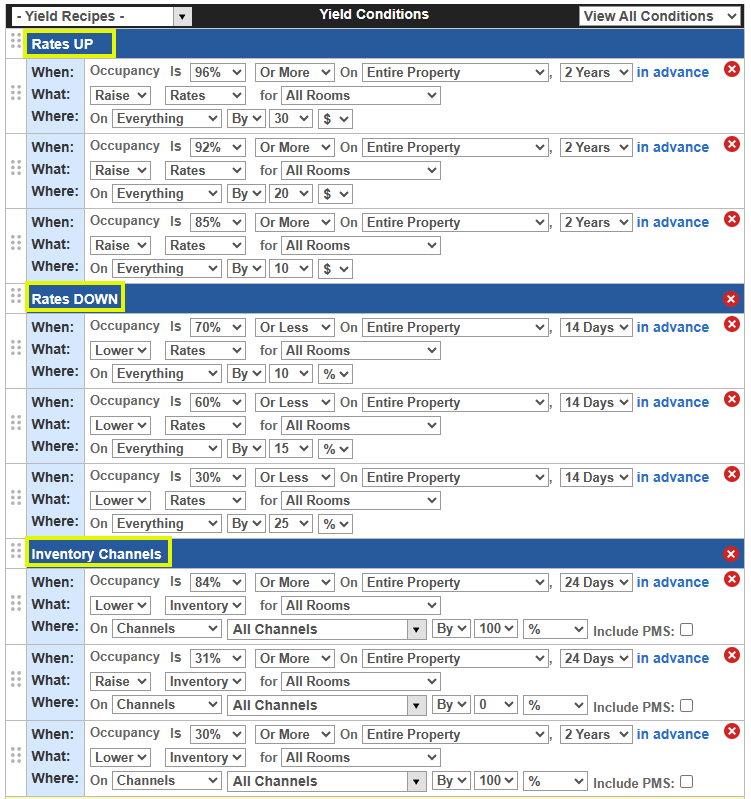 - Yield Recipes - Yield Conditions View All Conditions
Rates UP
When: Occupancy Is 96% Or More On Entire Property, 2 Years in advance
What: Raise Rates for All Rooms
Where: On Everything By 30 $
When: Occupancy Is 92% Or More On Entire Property, 2 Years in advance
What: Raise Rates for All Rooms
Where: On Everything By 20 $
When: Occupancy Is 85% Or More On Entire Property, 2 Years in advance
What: Raise Rates for All Rooms
Where: On Everything By 10 $
Rates DOWN
When: Occupancy Is 70% Or Less On Entire Property, 14 Days in advance
What: Lower Rates for All Rooms
Where: On Everything By 10 %
When: Occupancy Is 60% Or Less On Entire Property, 14 Days in advance
What: Lower Rates for All Rooms
Where: On Everything By 15 %
When: Occupancy Is 30% Or Less On Entire Property, 14 Days in advance
What: Lower Rates for All Rooms
Where: On Everything By 25 %
Inventory Channels
When: Occupancy Is 84% Or More On Entire Property, 24 Days in advance
What: Lower Inventory for All Rooms
Where: On Channels All Channels By 100 % Include PMS:
When: Occupancy Is 31% Or More On Entire Property, 24 Days in advance
What: Raise Inventory for All Rooms
Where: On Channels All Channels By 0 % Include PMS:
When: Occupancy Is 30% Or More On Entire Property, 2 Years in advance
What: Lower Inventory for All Rooms
Where: On Channels All Channels By 100 % Include PMS: